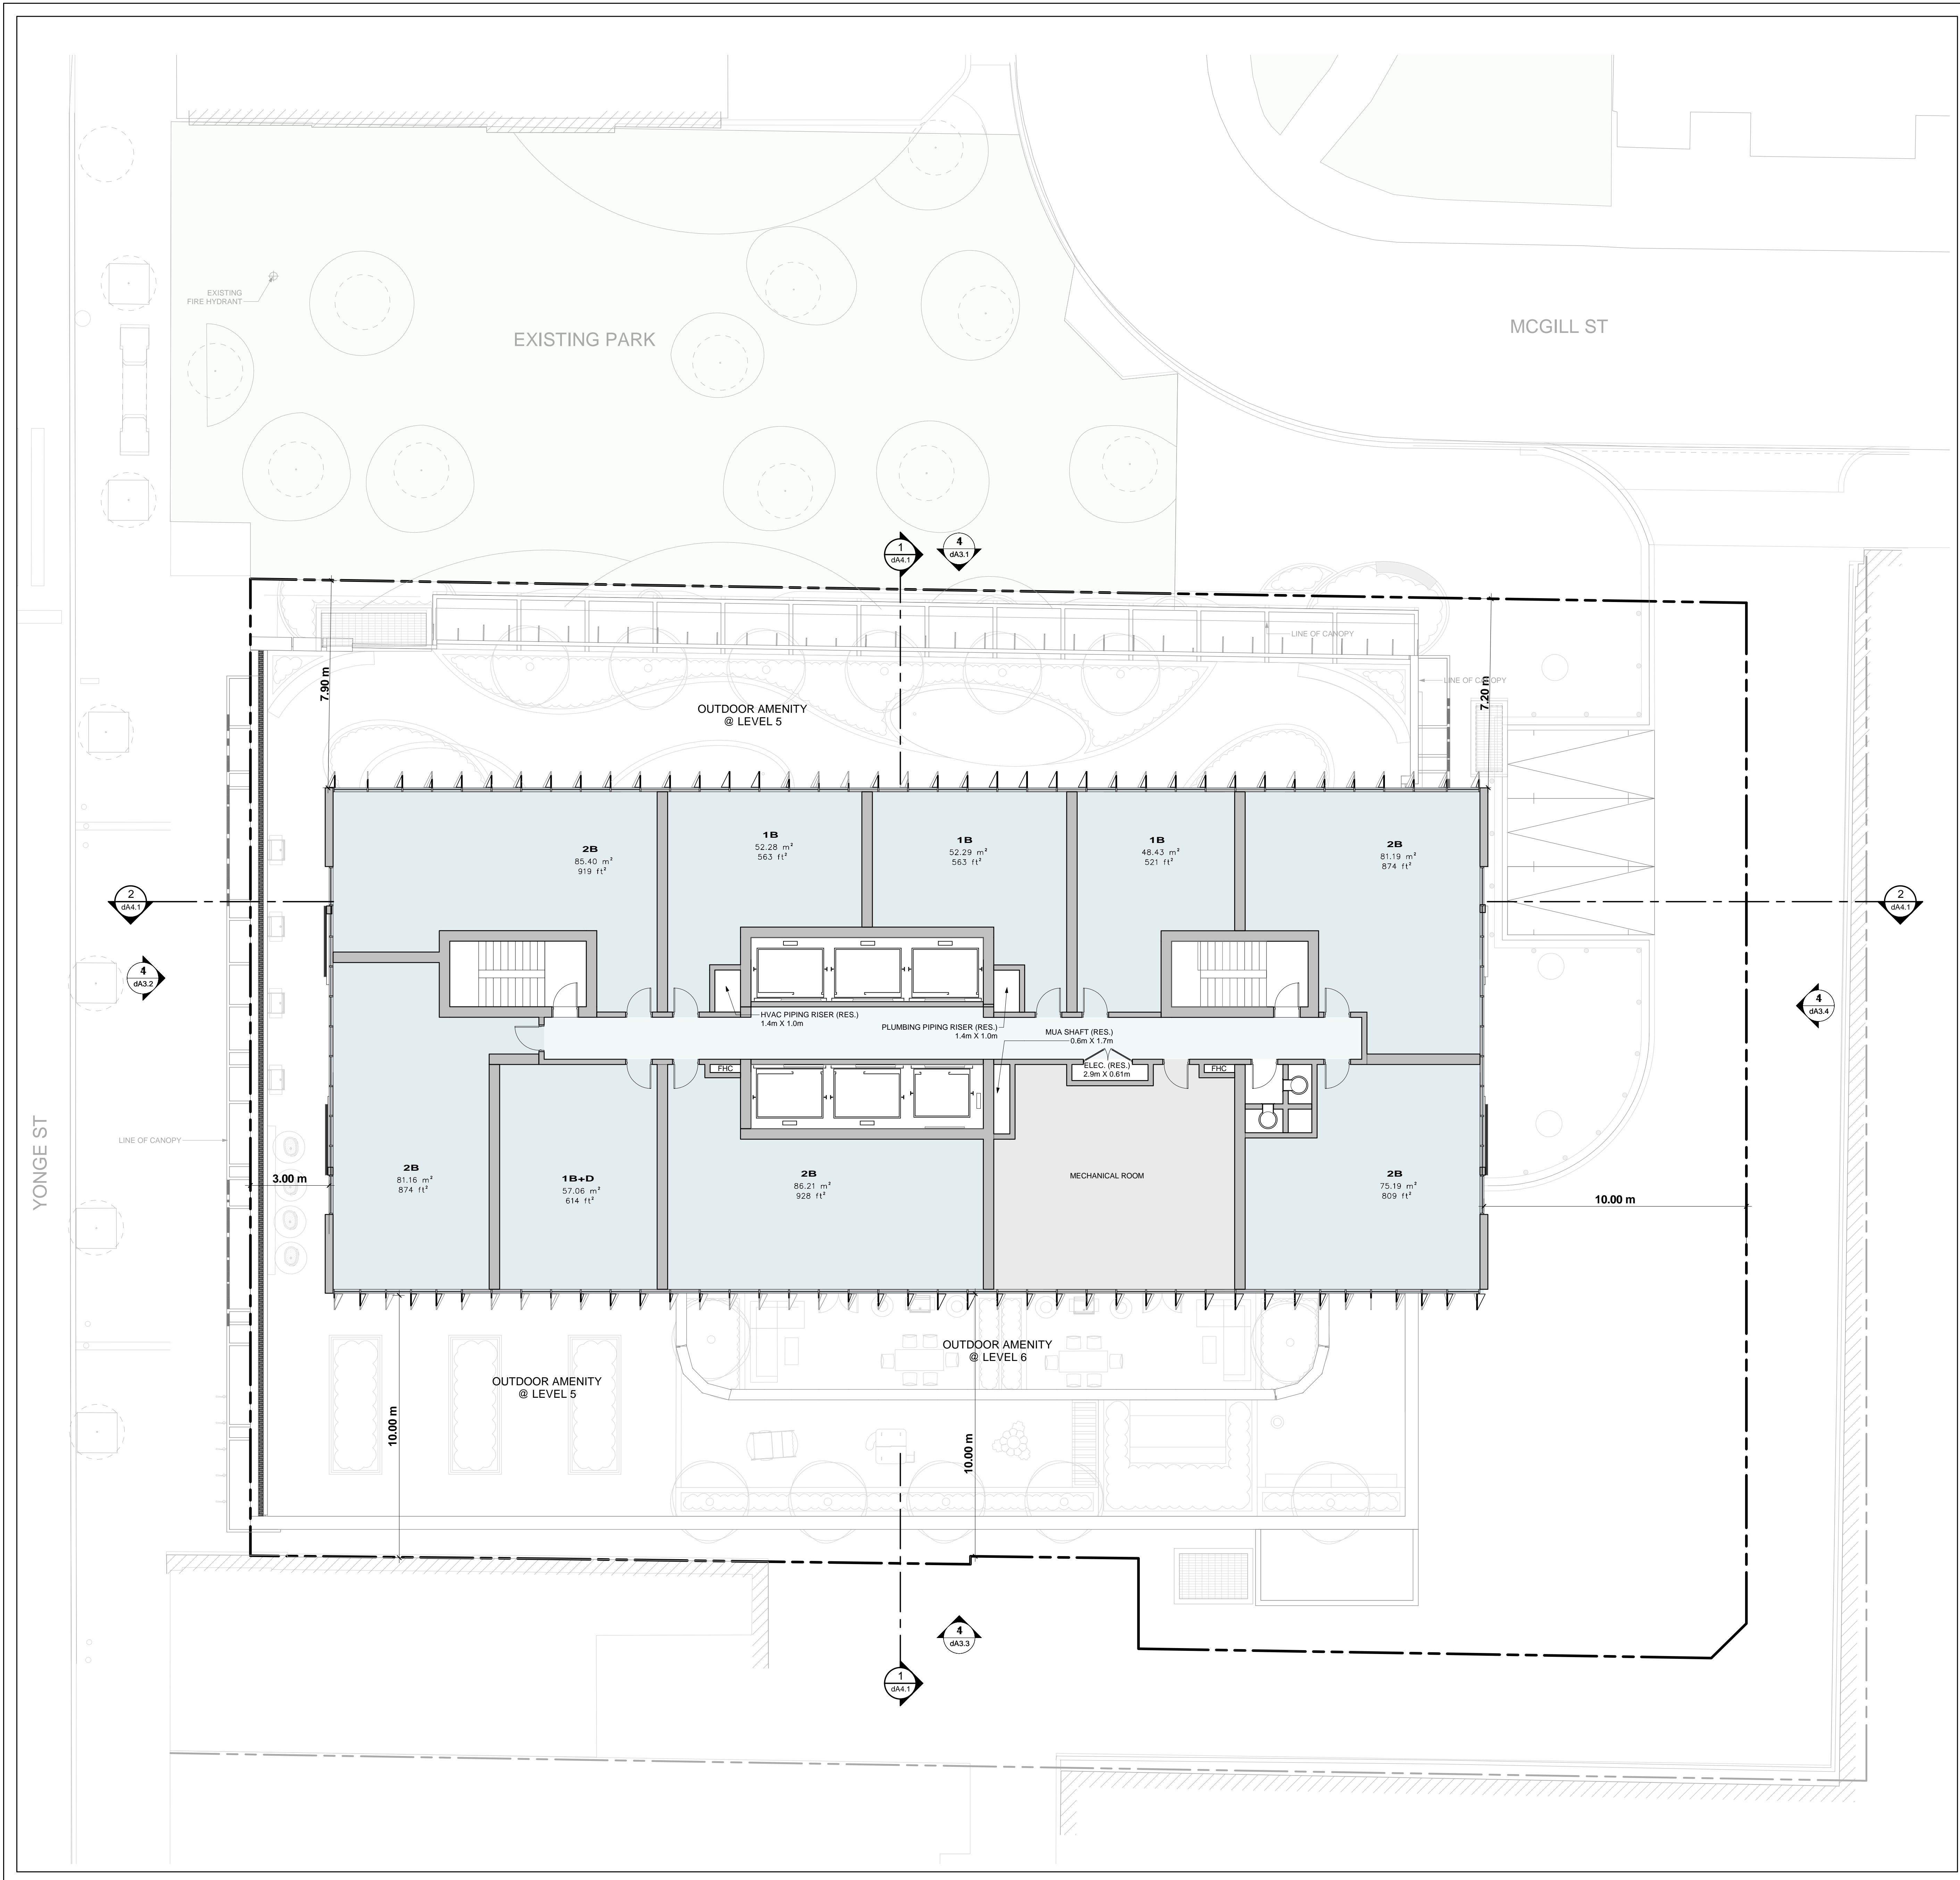 EXISTING
FIRE HYDRANT
EXISTING PARK
MCGILL ST
1
dA4.1
4
dA3.1
LINE OF CANOPY
LINE OF CANOPY
7.90 m
7.20 m
OUTDOOR AMENITY
@ LEVEL 5
2B
85.40 m²
919 ft²
1B
52.28 m²
563 ft²
1B
52.29 m²
563 ft²
1B
48.43 m²
521 ft²
2B
81.19 m²
874 ft²
2
dA4.1
2
dA4.1
4
dA3.2
4
dA3.4
HVAC PIPING RISER (RES.)
1.4m X 1.0m
PLUMBING PIPING RISER (RES.)
1.4m X 1.0m
MUA SHAFT (RES.)
0.6m X 1.7m
ELEC. (RES.)
2.9m X 0.61m
FHC
FHC
YONGE ST
LINE OF CANOPY
3.00 m
2B
81.16 m²
874 ft²
1B+D
57.06 m²
614 ft²
2B
86.21 m²
928 ft²
MECHANICAL ROOM
2B
75.19 m²
809 ft²
10.00 m
OUTDOOR AMENITY
@ LEVEL 6
OUTDOOR AMENITY
@ LEVEL 5
10.00 m
10.00 m
4
dA3.3
1
dA4.1